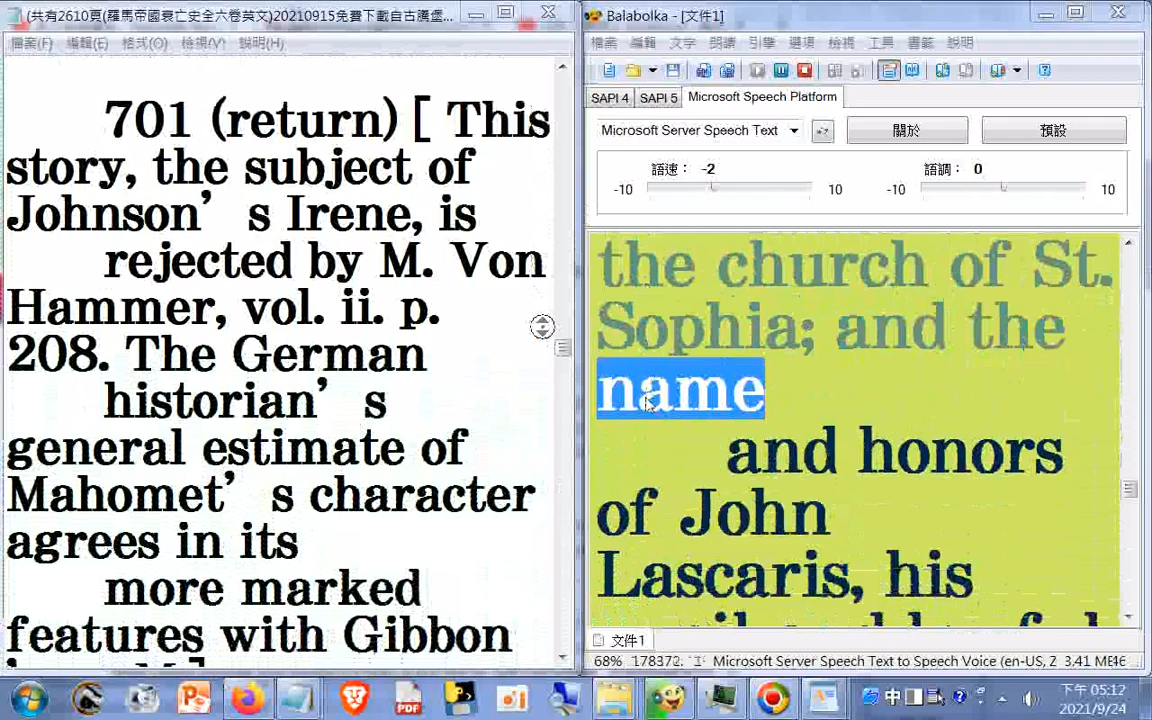 (共有2610頁(羅馬帝國衰亡史全六卷英文)20210915免費下載自古騰堡...
檔案(F) 編輯(E) 格式(O) 檢視(V) 說明(H)
701 (return) [ This
story, the subject of
Johnson’s Irene, is
rejected by M. Von
Hammer, vol. ii. p.
208. The German
historian’s
general estimate of
Mahomet’s character
agrees in its
more marked
features with Gibbon
Balabolka - [文件1]
檔案 編輯 文字 朗讀 引擎 選項 檢視 工具 書籤 說明
SAPI 4 SAPI 5 Microsoft Speech Platform
Microsoft Server Speech Text 關於 預設
語速： -2 語調： 0
-10 10 -10 10
the church of St.
Sophia; and the
name
and honors
of John
Lascaris, his
文件1
68% Microsoft Server Speech Text to Speech Voice (en-US, Z
中
PDF
下午 05:12
2021/9/24